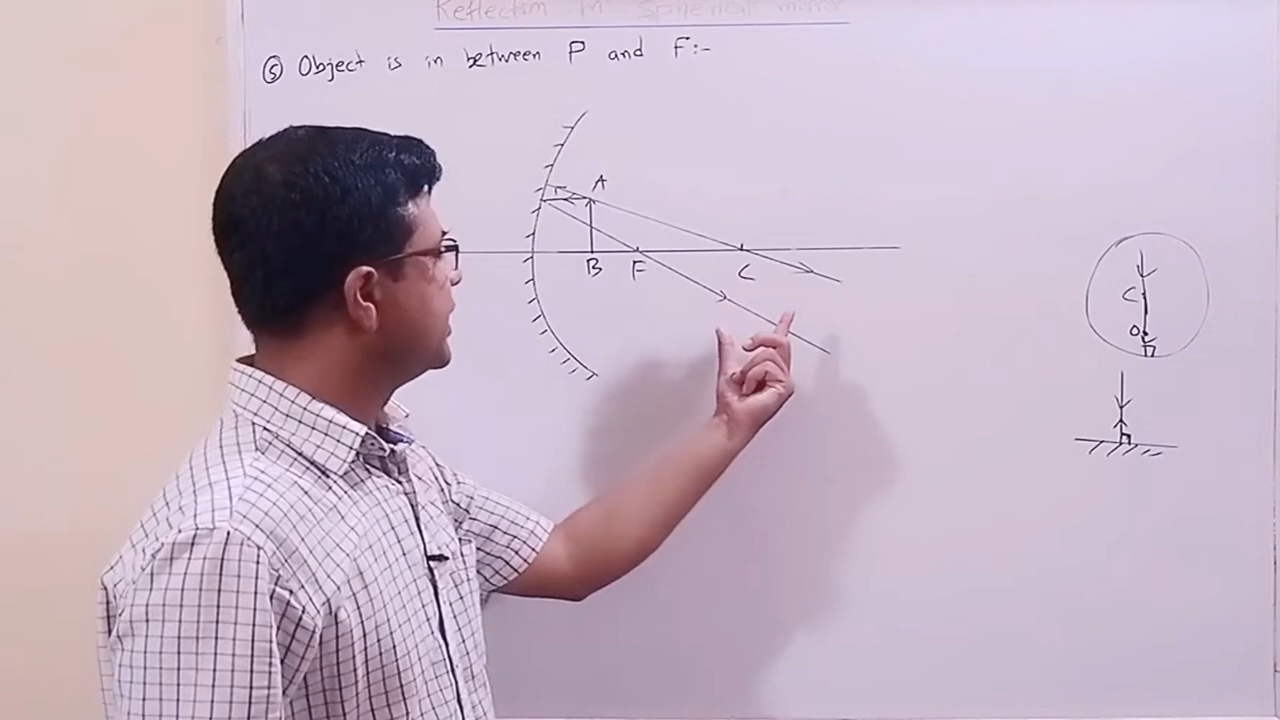 Reflection in Spherical mirror
⑤ Object is in between P and F:-
A
B F C
C
O